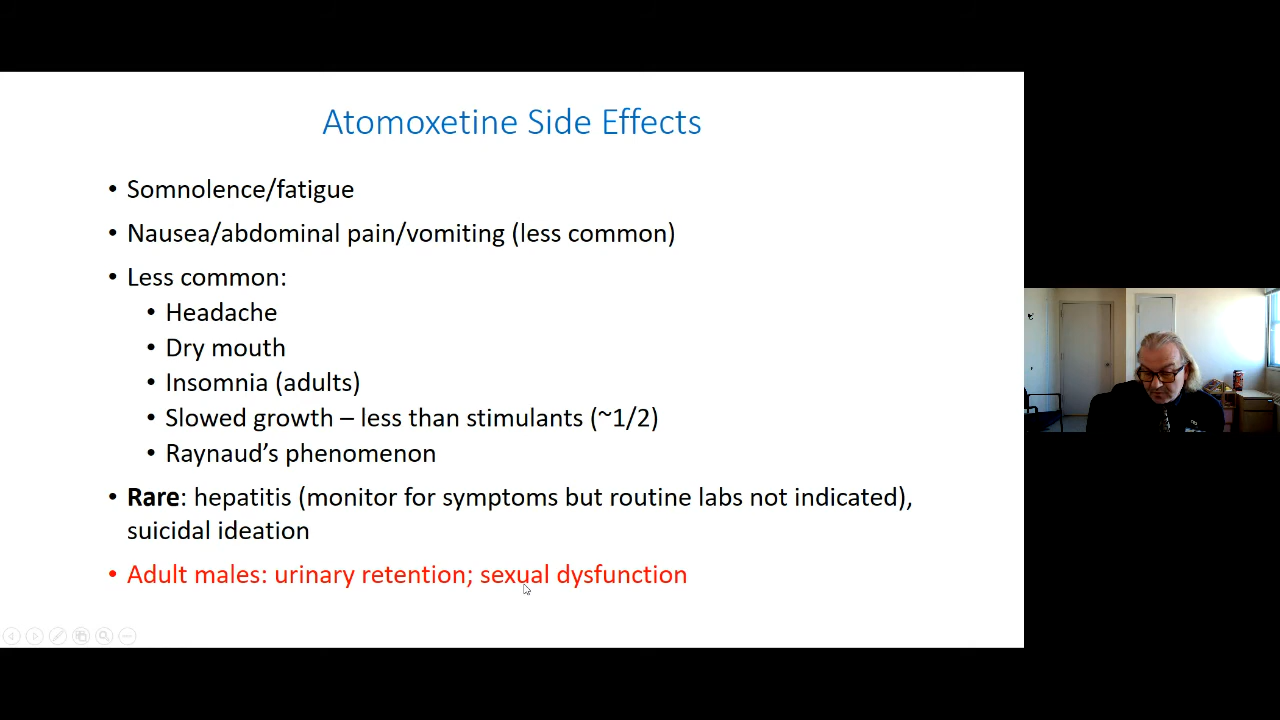 Atomoxetine Side Effects
• Somnolence/fatigue
• Nausea/abdominal pain/vomiting (less common)
• Less common:
• Headache
• Dry mouth
• Insomnia (adults)
• Slowed growth – less than stimulants (~1/2)
• Raynaud’s phenomenon
• Rare: hepatitis (monitor for symptoms but routine labs not indicated),
suicidal ideation
• Adult males: urinary retention; sexual dysfunction